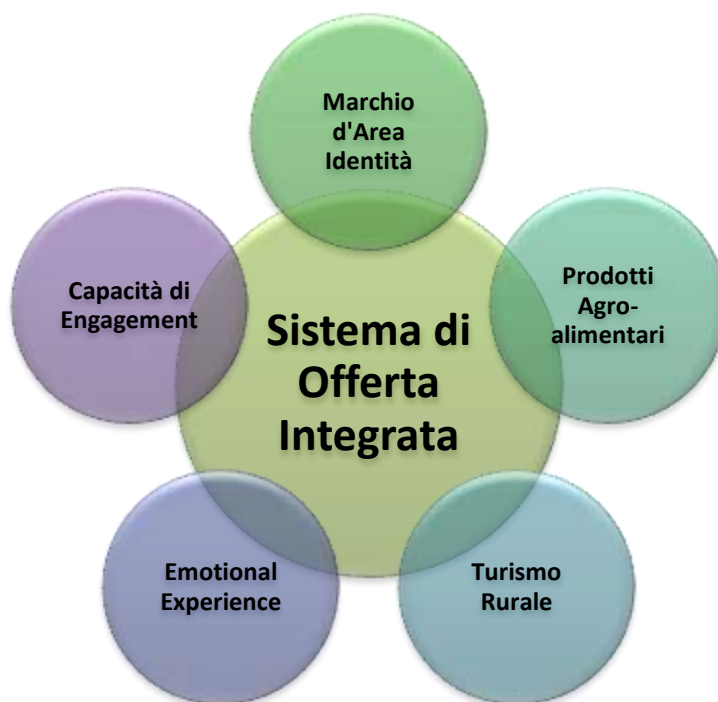 Marchio
d'Area
Identità
Capacità di
Engagement
Prodotti
Agro-
alimentari
Sistema di
Offerta
Integrata
Emotional
Experience
Turismo
Rurale